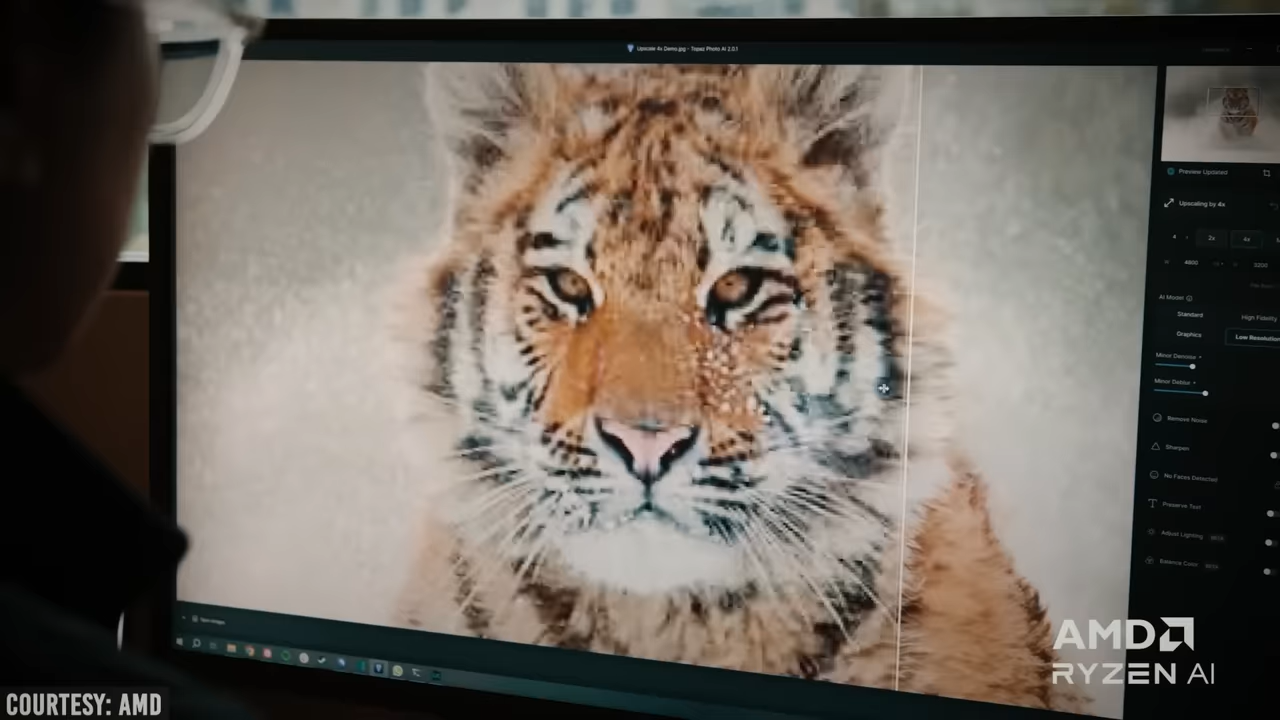 Upscale 4x Demo.jpg - Topaz Photo AI 2.0.1
Preview Updated
Upscaling by 4x
2x
4x
4800
3200
AI Model
Standard
High Fidelity
Graphics
Low Resolution
Minor Denoise
Minor Deblur
Remove Noise
Sharpen
No Faces Detected
Preserve Text
Adjust Lighting BETA
Balance Color BETA
AMD
RYZEN AI
COURTESY: AMD